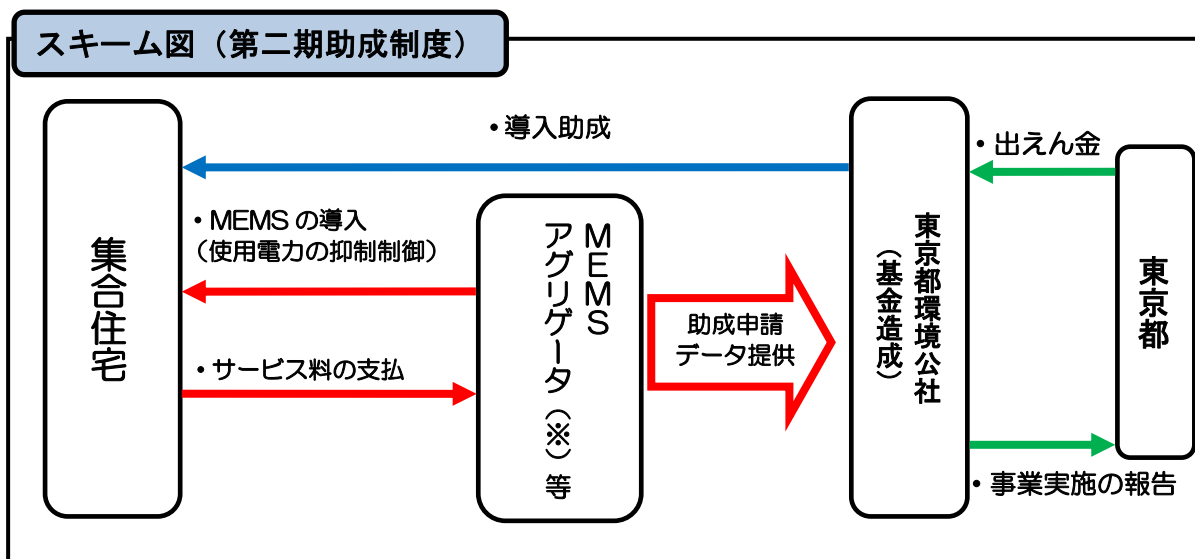 スキーム図（第二期助成制度）
・導入助成
・出えん金
集合住宅
・MEMSの導入
（使用電力の抑制制御）
・サービス料の支払
MEMS
アグリゲータ（※）等
助成申請
データ提供
東京都環境公社
（基金造成）
東京都
・事業実施の報告